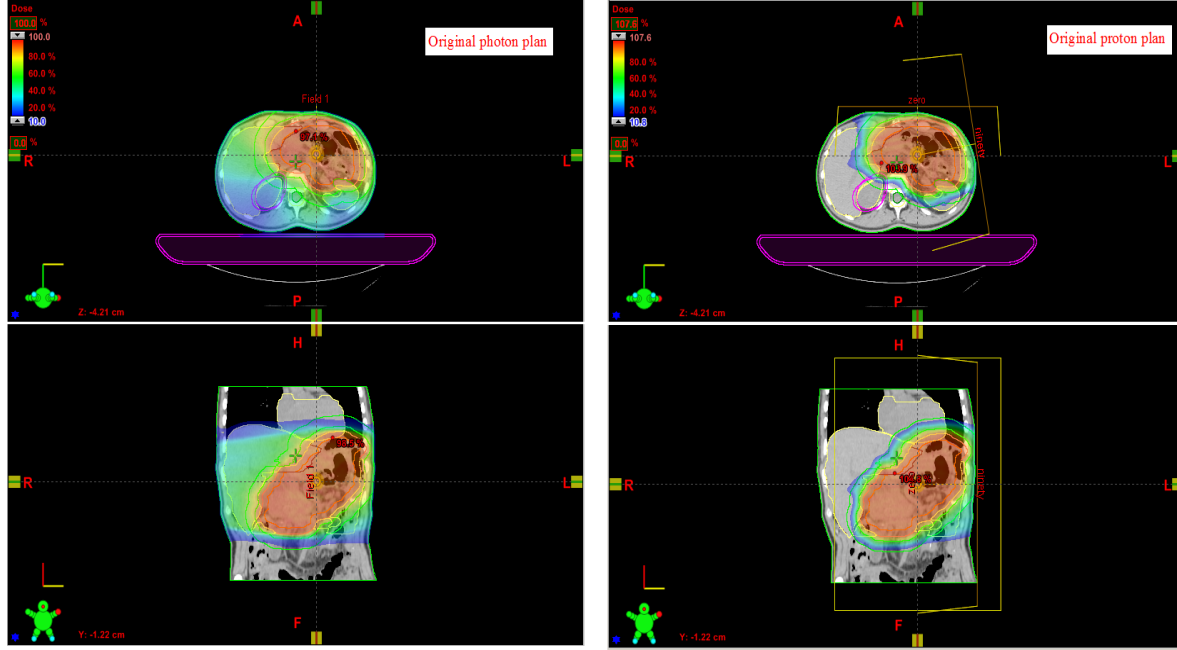 Dose
100.0 %
100.0
80.0 %
60.0 %
40.0 %
20.0 %
10.0
0.0 %
A
Original photon plan
Field 1
R
L
P
Z: -4.21 cm
Dose
107.6 %
107.6
80.0 %
60.0 %
40.0 %
20.0 %
10.8
0.0 %
A
Original proton plan
zero
ninety
R
L
P
Z: -4.21 cm
H
Field 1
R
L
F
Y: -1.22 cm
H
zero
ninety
R
L
F
Y: -1.22 cm